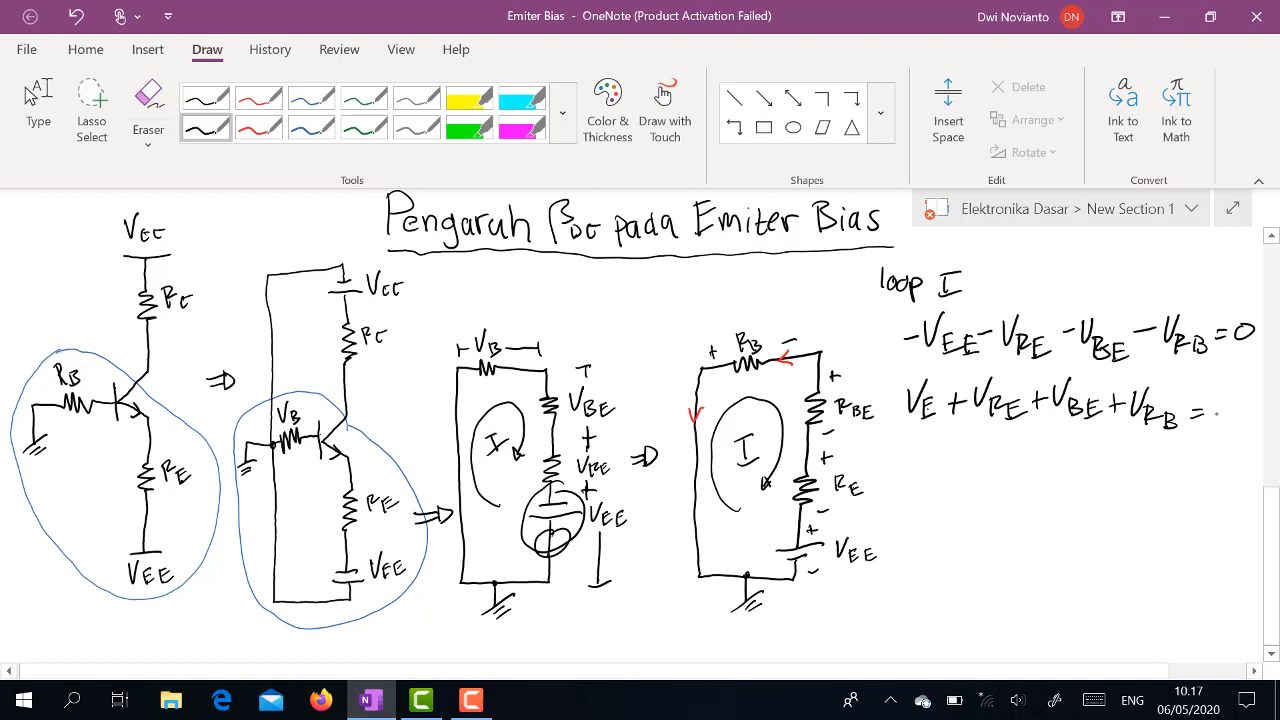 Emiter Bias - OneNote (Product Activation Failed)
Dwi Novianto DN
File Home Insert Draw History Review View Help
Type
Lasso Select
Eraser
Color & Thickness
Draw with Touch
Insert Space
Delete
Arrange
Rotate
Ink to Text
Ink to Math
Tools
Shapes
Edit
Convert
Elektronika Dasar > New Section 1
Pengaruh βDC pada Emiter Bias
VCC
RC
RB
RE
VEE
VCC
RC
VB
RE
VEE
VB
VBE
+
VRE
+
VEE
I
+ RB -
+
RBE
-
+
RE
-
+
VEE
-
I
loop I
-VEE - VRE - VBE - VRB = 0
VE + VRE + VBE + VRB =
ENG
10.17
06/05/2020